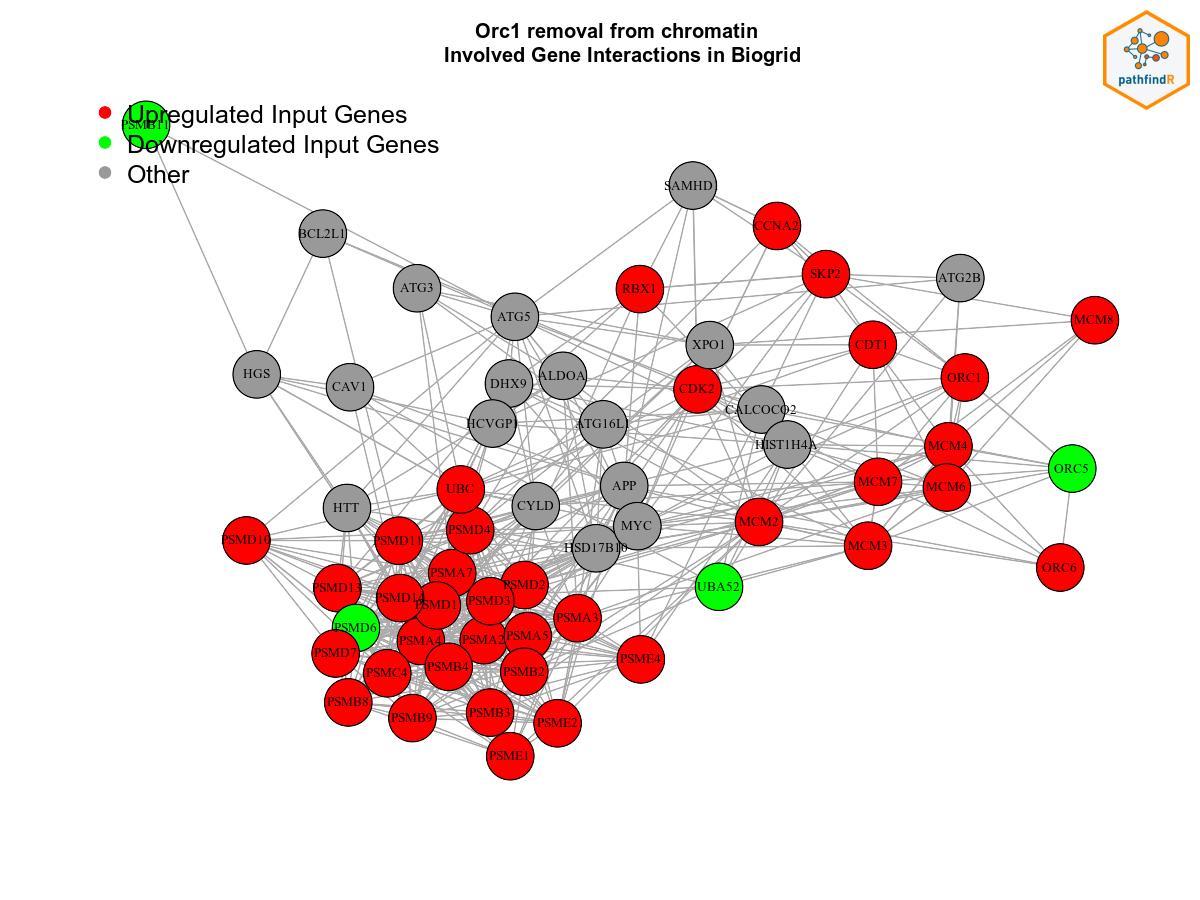 Orc1 removal from chromatin
Involved Gene Interactions in Biogrid
pathfindR
Upregulated Input Genes
PSMB11
Downregulated Input Genes
Other
SAMHD1
CCNA2
BCL2L1
SKP2
ATG2B
ATG3
RBX1
ATG5
MCM8
XPO1
CDT1
HGS
CAV1
DHX9
ALDOA
CDK2
ORC1
CALCOCO2
HCVGP1
ATG16L1
HIST1H4A
MCM4
ORC5
UBC
APP
MCM7
MCM6
HTT
CYLD
MYC
MCM2
PSMD10
PSMD11
PSMD4
HSD17B10
MCM3
ORC6
PSMA7
PSMD13
PSMD2
UBA52
PSMD14
PSMD1
PSMD3
PSMA3
PSMD6
PSMA4
PSMA2
PSMA5
PSMD7
PSME4
PSMC4
PSMB4
PSMB2
PSMB8
PSMB9
PSMB3
PSME2
PSME1